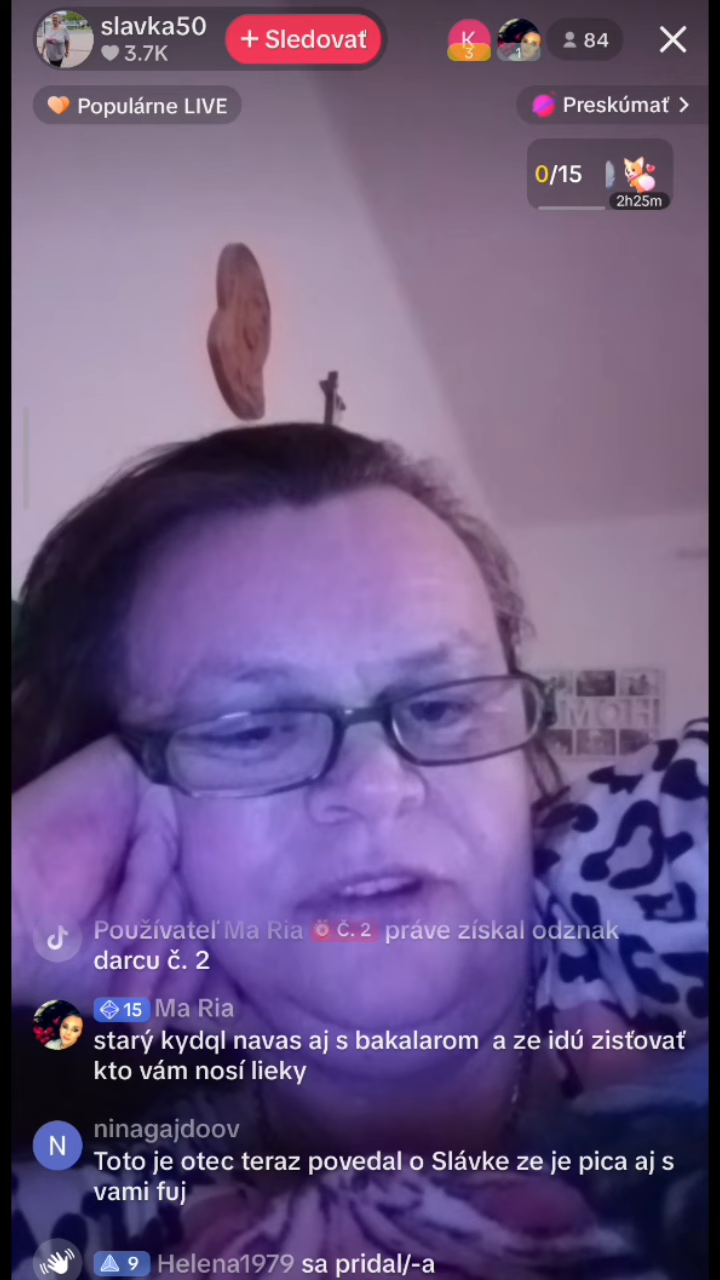 slavka50
3.7K
+ Sledovať
K
3
1
84
Populárne LIVE
Preskúmať
0/15
2h25m
Používateľ Ma Ria č. 2 práve získal odznak
darcu č. 2
15 Ma Ria
starý kydql navas aj s bakalarom a ze idú zisťovať
kto vám nosí lieky
N
ninagajdoov
Toto je otec teraz povedal o Slávke ze je pica aj s
vami fuj
9 Helena1979 sa pridal/-a